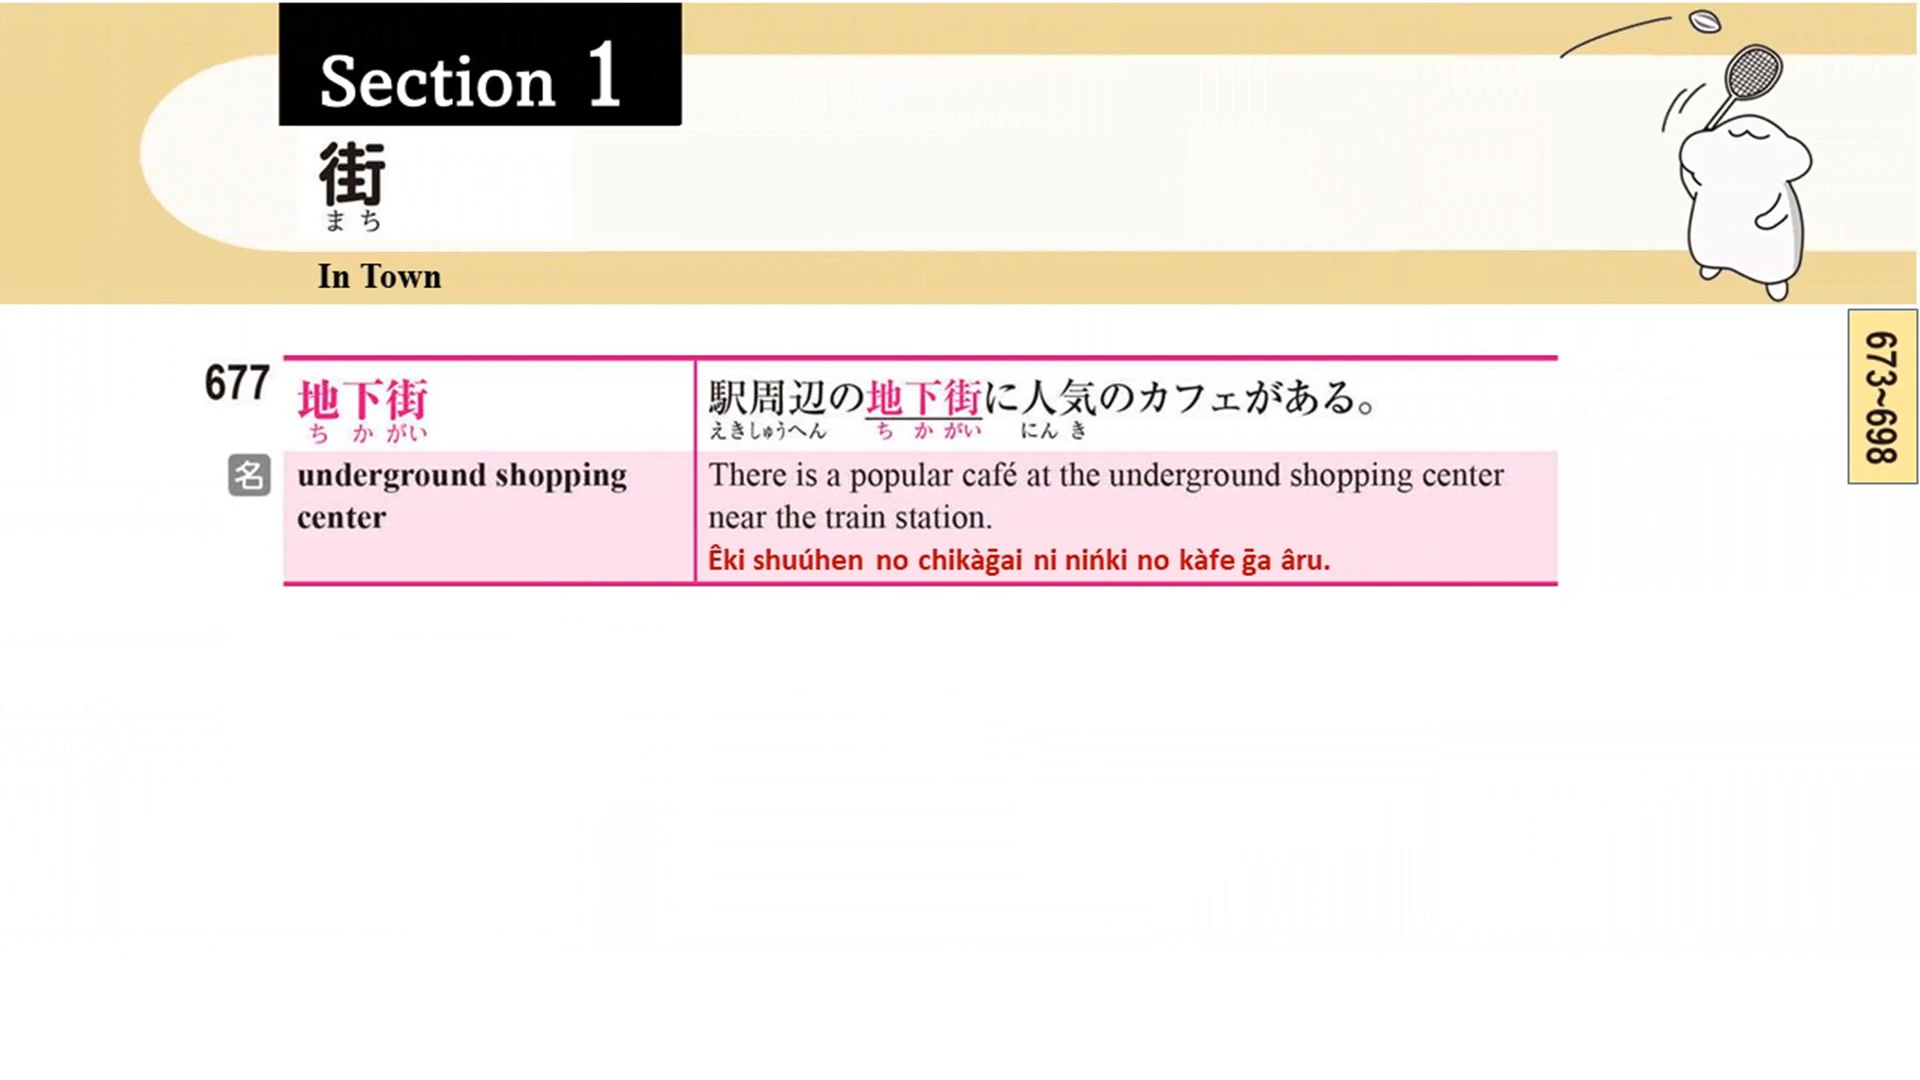 Section 1
街
まち
In Town
673~698
677
地下街
ちかがい
駅周辺の地下街に人気のカフェがある。
えきしゅうへん ちかがい にんき
名
underground shopping
center
There is a popular café at the underground shopping center
near the train station.
Êki shuúhen no chikàḡai ni nińki no kàfe ḡa âru.